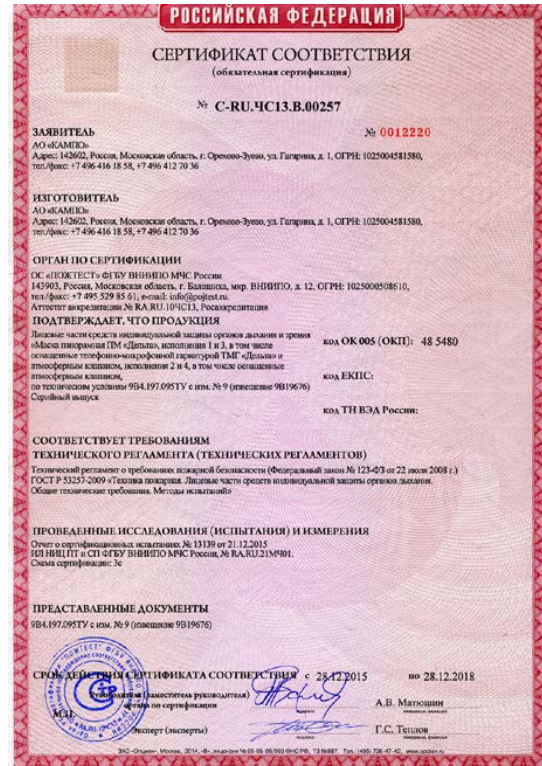 РОССИЙСКАЯ ФЕДЕРАЦИЯ
СЕРТИФИКАТ СООТВЕТСТВИЯ
(обязательная сертификация)
№ C-RU.ЧС13.В.00257
ЗАЯВИТЕЛЬ
№ 0012220
АО «КАМПО»
Адрес: 142602, Россия, Московская область, г. Орехово-Зуево, ул. Гагарина, д. 1, ОГРН: 1025004581580,
тел./факс: +7 496 416 18 58, +7 496 412 70 36
ИЗГОТОВИТЕЛЬ
АО «КАМПО»
Адрес: 142602, Россия, Московская область, г. Орехово-Зуево, ул. Гагарина, д. 1, ОГРН: 1025004581580,
тел./факс: +7 496 416 18 58, +7 496 412 70 36
ОРГАН ПО СЕРТИФИКАЦИИ
ОС «ПОЖТЕСТ» ФГБУ ВНИИПО МЧС России
143903, Россия, Московская область, г. Балашиха, мкр. ВНИИПО, д. 12, ОГРН: 1025000508610,
тел./факс: +7 495 529 85 61, e-mail: info@pojtest.ru.
Аттестат аккредитации № RA.RU.10ЧС13, Росаккредитация
ПОДТВЕРЖДАЕТ, ЧТО ПРОДУКЦИЯ
Лицевые части средств индивидуальной защиты органов дыхания и зрения
«Маска панорамная ПМ «Дельта», исполнения 1 и 3, в том числе
оснащенные телефонно-микрофонной гарнитурой ТМГ «Дельта» и
атмосферным клапаном, исполнения 2 и 4, в том числе оснащенные
атмосферным клапаном,
по техническим условиям 9В4.197.095ТУ с изм. № 9 (извещение 9В19676)
Серийный выпуск
код ОК 005 (ОКП): 48 5480
код ЕКПС:
код ТН ВЭД России:
СООТВЕТСТВУЕТ ТРЕБОВАНИЯМ
ТЕХНИЧЕСКОГО РЕГЛАМЕНТА (ТЕХНИЧЕСКИХ РЕГЛАМЕНТОВ)
Технический регламент о требованиях пожарной безопасности (Федеральный закон № 123-ФЗ от 22 июля 2008 г.)
ГОСТ Р 53257-2009 «Техника пожарная. Лицевые части средств индивидуальной защиты органов дыхания.
Общие технические требования. Методы испытаний»
ПРОВЕДЕННЫЕ ИССЛЕДОВАНИЯ (ИСПЫТАНИЯ) И ИЗМЕРЕНИЯ
Отчет о сертификационных испытаниях № 13139 от 21.12.2015
ИЛ НИЦ ПТ и СП ФГБУ ВНИИПО МЧС России, № RA.RU.21МЧ01.
Схема сертификации: 3с
ПРЕДСТАВЛЕННЫЕ ДОКУМЕНТЫ
9В4.197.095ТУ с изм. № 9 (извещение 9В19676)
СРОК ДЕЙСТВИЯ СЕРТИФИКАТА СООТВЕТСТВИЯ с 28.12.2015 по 28.12.2018
Руководитель (заместитель руководителя)
органа по сертификации
А.В. Матюшин
М.П.
Эксперт (эксперты)
Г.С. Теплов